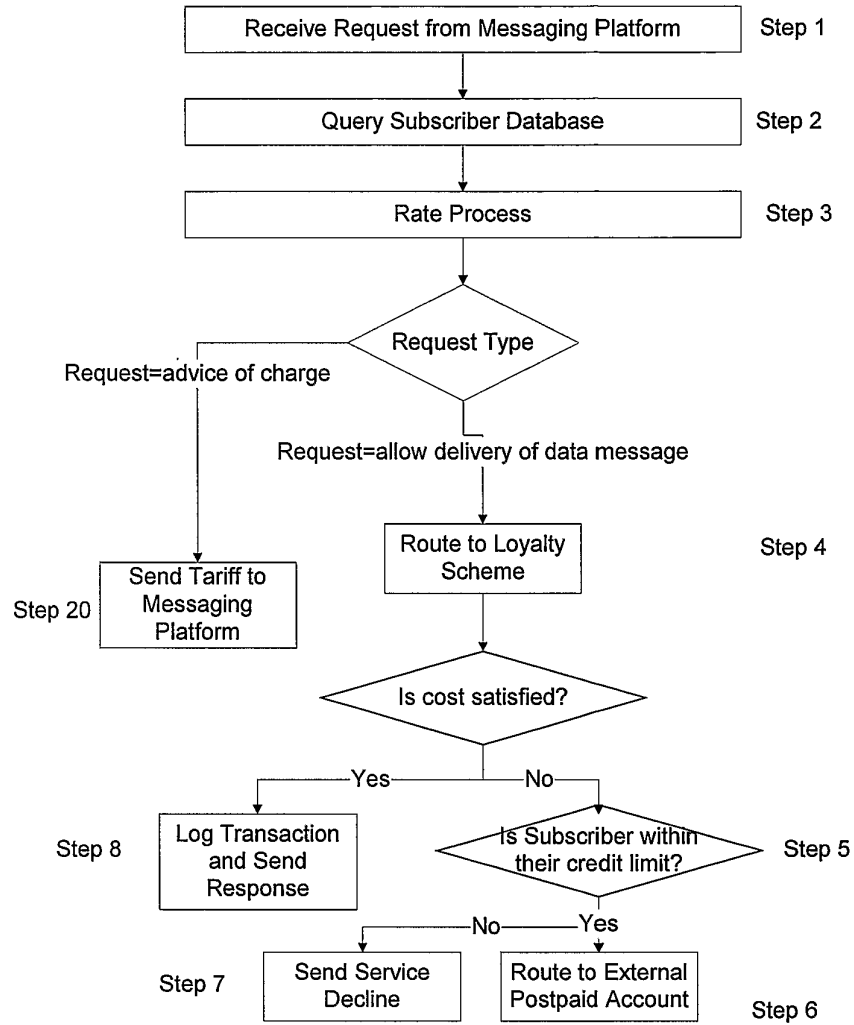 Receive Request from Messaging Platform
Step 1
Query Subscriber Database
Step 2
Rate Process
Step 3
Request Type
Request=advice of charge
Request=allow delivery of data message
Route to Loyalty
Scheme
Step 4
Send Tariff to
Messaging
Platform
Step 20
Is cost satisfied?
Yes
No
Log Transaction
and Send
Response
Step 8
Is Subscriber within
their credit limit?
Step 5
No
Yes
Send Service
Decline
Step 7
Route to External
Postpaid Account
Step 6